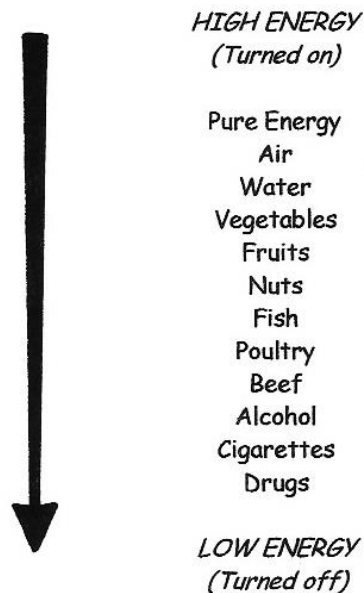 HIGH ENERGY
(Turned on)
Pure Energy
Air
Water
Vegetables
Fruits
Nuts
Fish
Poultry
Beef
Alcohol
Cigarettes
Drugs
LOW ENERGY
(Turned off)